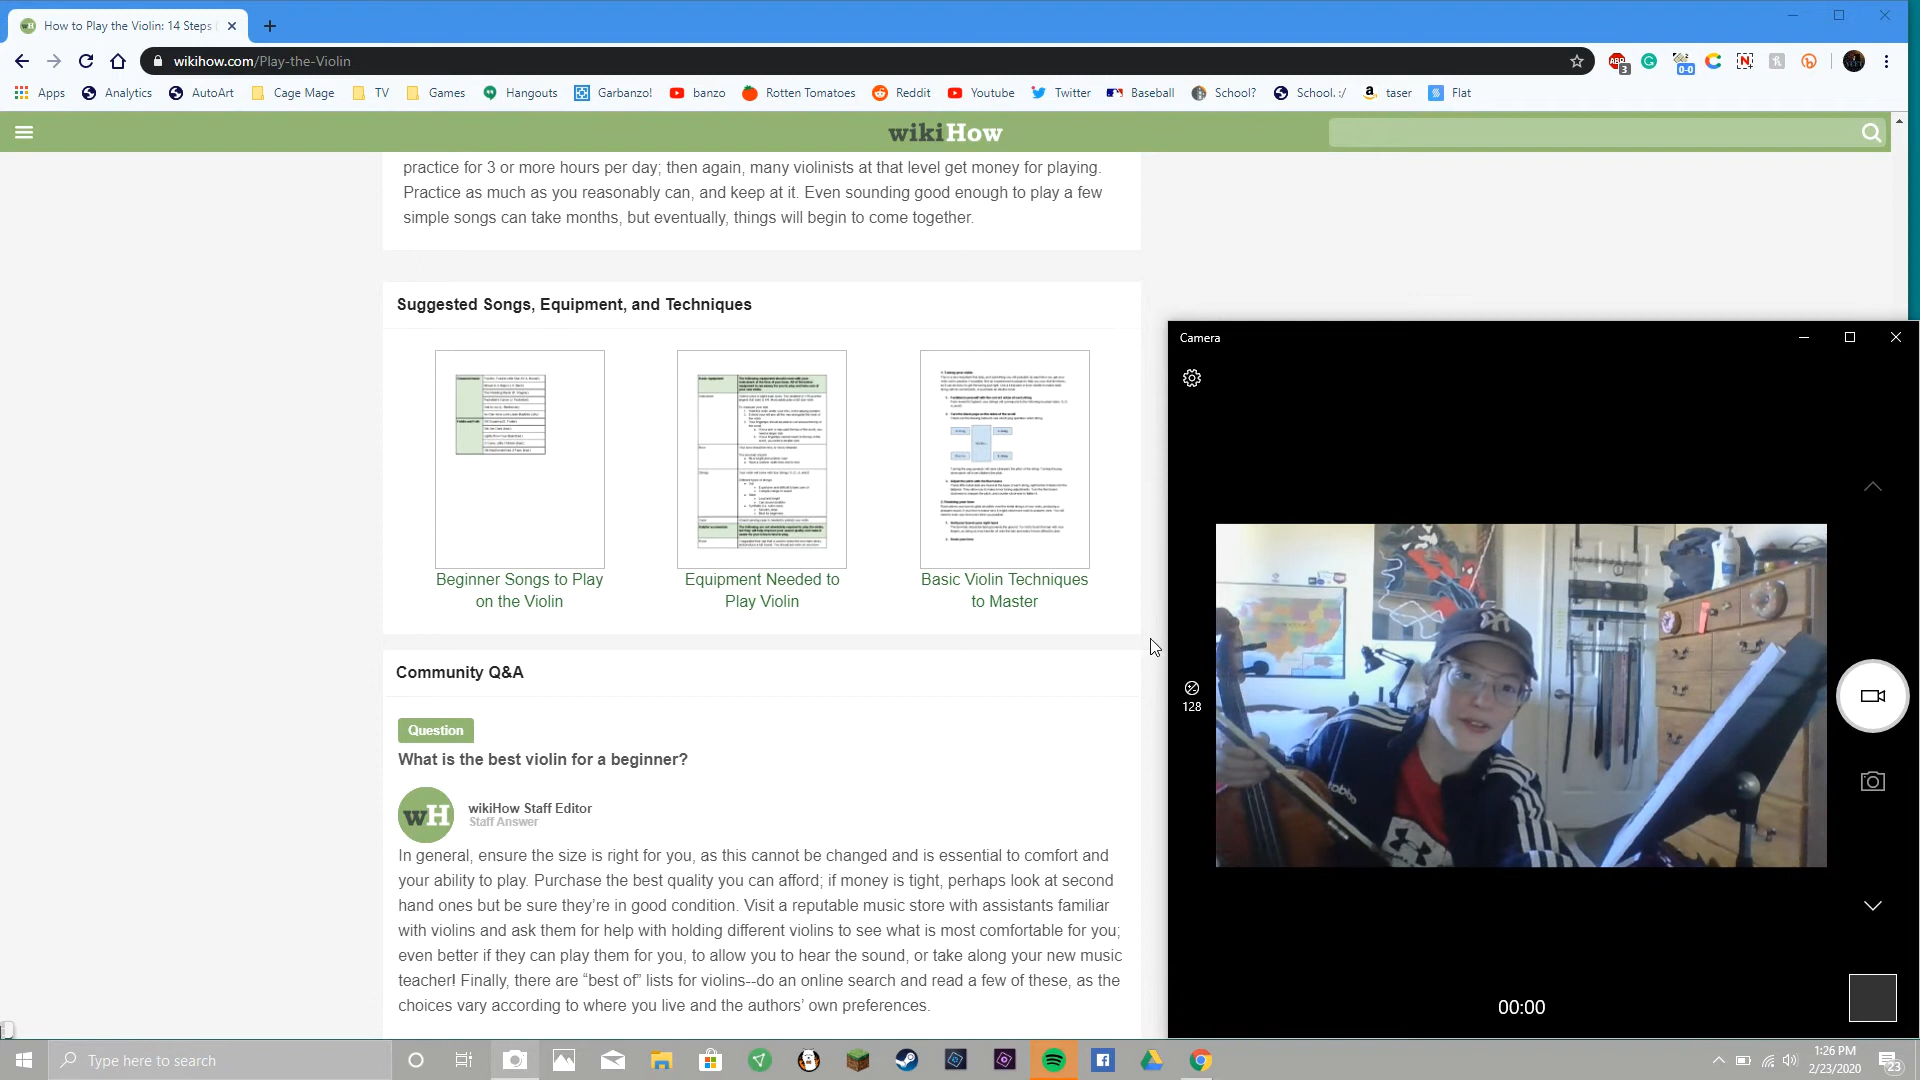 How to Play the Violin: 14 Steps
wikihow.com/Play-the-Violin
ABP
3
0-0
Apps
Analytics
AutoArt
Cage Mage
TV
Games
Hangouts
Garbanzo!
banzo
Rotten Tomatoes
Reddit
Youtube
Twitter
Baseball
School?
School. :/
taser
Flat
wikiHow
practice for 3 or more hours per day; then again, many violinists at that level get money for playing.
Practice as much as you reasonably can, and keep at it. Even sounding good enough to play a few
simple songs can take months, but eventually, things will begin to come together.
Suggested Songs, Equipment, and Techniques
Beginner Songs to Play
on the Violin
Equipment Needed to
Play Violin
Basic Violin Techniques
to Master
Community Q&A
Question
What is the best violin for a beginner?
wH
wikiHow Staff Editor
Staff Answer
In general, ensure the size is right for you, as this cannot be changed and is essential to comfort and
your ability to play. Purchase the best quality you can afford; if money is tight, perhaps look at second
hand ones but be sure they're in good condition. Visit a reputable music store with assistants familiar
with violins and ask them for help with holding different violins to see what is most comfortable for you;
even better if they can play them for you, to allow you to hear the sound, or take along your new music
teacher! Finally, there are “best of” lists for violins--do an online search and read a few of these, as the
choices vary according to where you live and the authors’ own preferences.
Camera
128
00:00
Type here to search
1:26 PM
2/23/2020
23